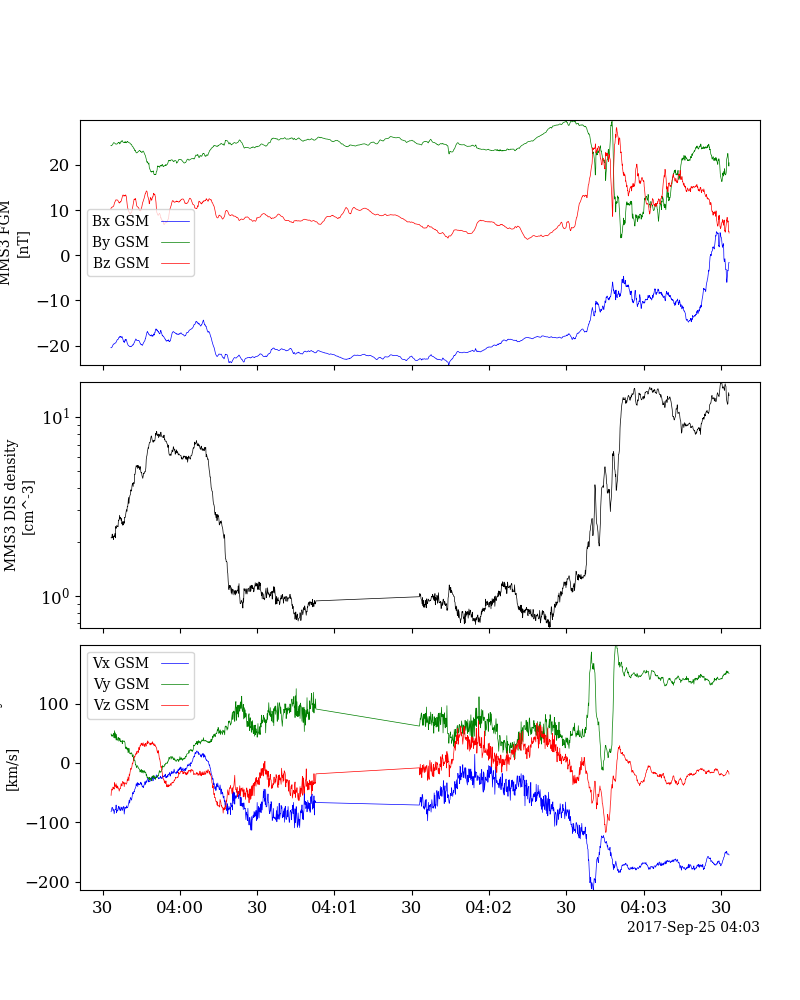 20
10
0
−10
−20
MMS3 FGM
[nT]
Bx GSM
By GSM
Bz GSM
10^1
10^0
MMS3 DIS density
[cm^-3]
Vx GSM
Vy GSM
Vz GSM
100
0
−100
−200
[km/s]
30 04:00 30 04:01 30 04:02 30 04:03 30
2017-Sep-25 04:03